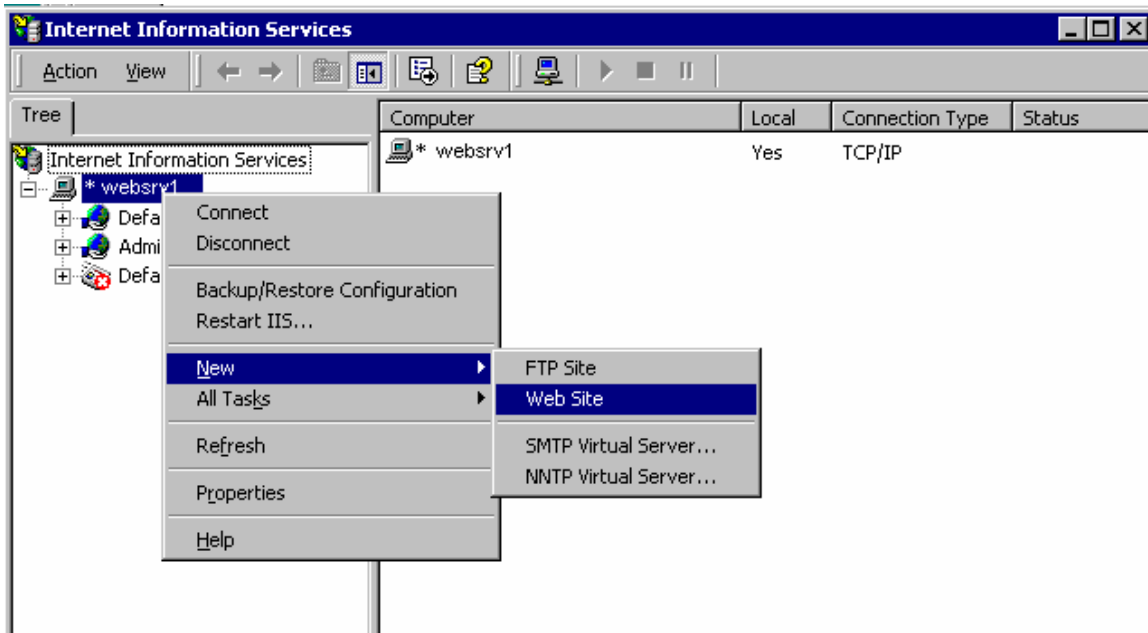 Internet Information Services
Action View
Tree
Computer Local Connection Type Status
Internet Information Services
* websrv1 Yes TCP/IP
* websrv1
Defa
Admi
Defa
Connect
Disconnect
Backup/Restore Configuration
Restart IIS...
New
All Tasks
Refresh
Properties
Help
FTP Site
Web Site
SMTP Virtual Server...
NNTP Virtual Server...